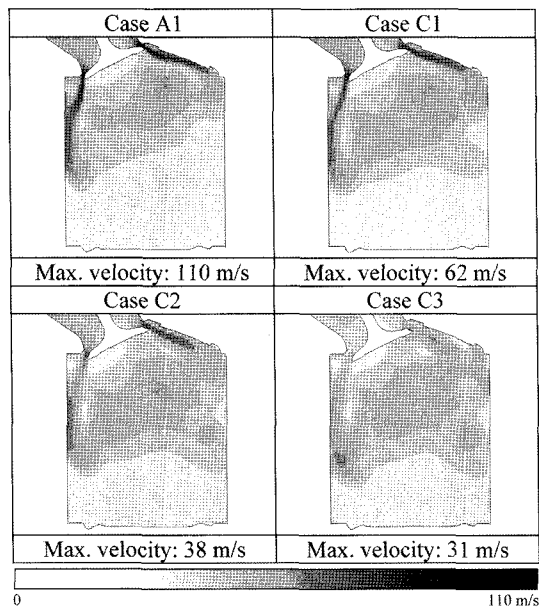 Case A1
Case C1
Max. velocity: 110 m/s
Max. velocity: 62 m/s
Case C2
Case C3
Max. velocity: 38 m/s
Max. velocity: 31 m/s
0
110 m/s